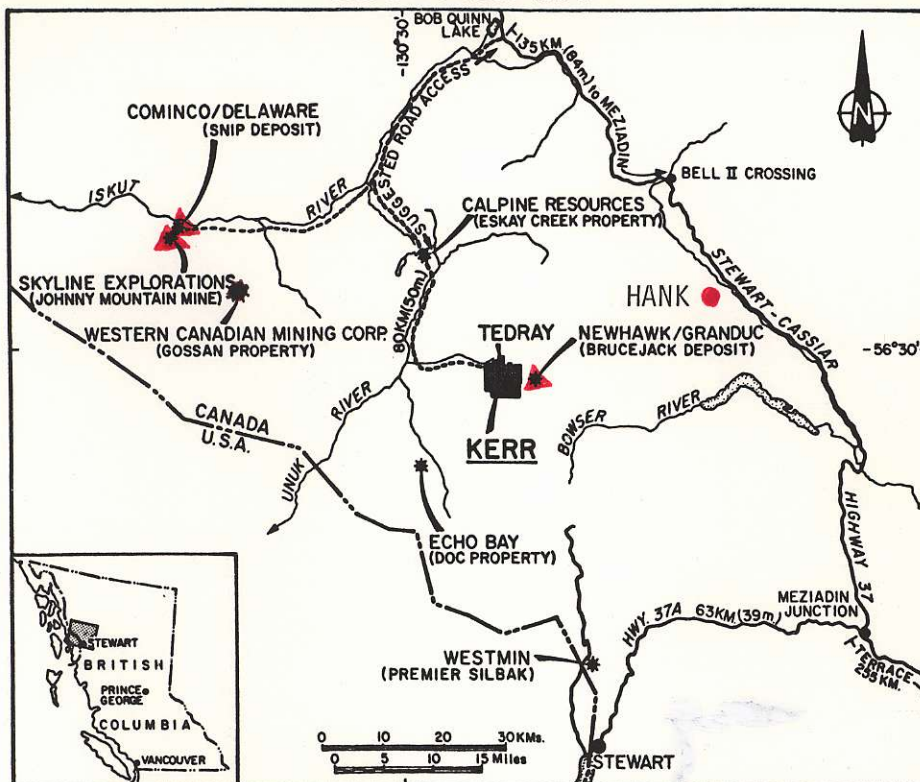 BOB QUINN
LAKE
-130°30'
135KM (84m) to MEZIADIN
COMINCO/DELAWARE
(SNIP DEPOSIT)
SUGGESTED ROAD ACCESS
N
BELL II CROSSING
ISKUT
RIVER
CALPINE RESOURCES
(ESKAY CREEK PROPERTY)
SKYLINE EXPLORATIONS
(JOHNNY MOUNTAIN MINE)
STEWART-CASSIAR
HANK
WESTERN CANADIAN MINING CORP.
(GOSSAN PROPERTY)
80KM (50m)
TEDRAY
NEWHAWK/GRANDUC
(BRUCEJACK DEPOSIT)
-56°30'
KERR
CANADA
U.S.A.
UNUK
RIVER
BOWSER
RIVER
HIGHWAY 37
ECHO BAY
(DOC PROPERTY)
MEZIADIN
JUNCTION
HWY. 37A 63KM.(39m)
TERRACE
255 KM.
WESTMIN
(PREMIER SILBAK)
STEWART
BRITISH
PRINCE
GEORGE
COLUMBIA
VANCOUVER
0 10 20 30 KMs.
0 5 10 15 Miles
STEWART